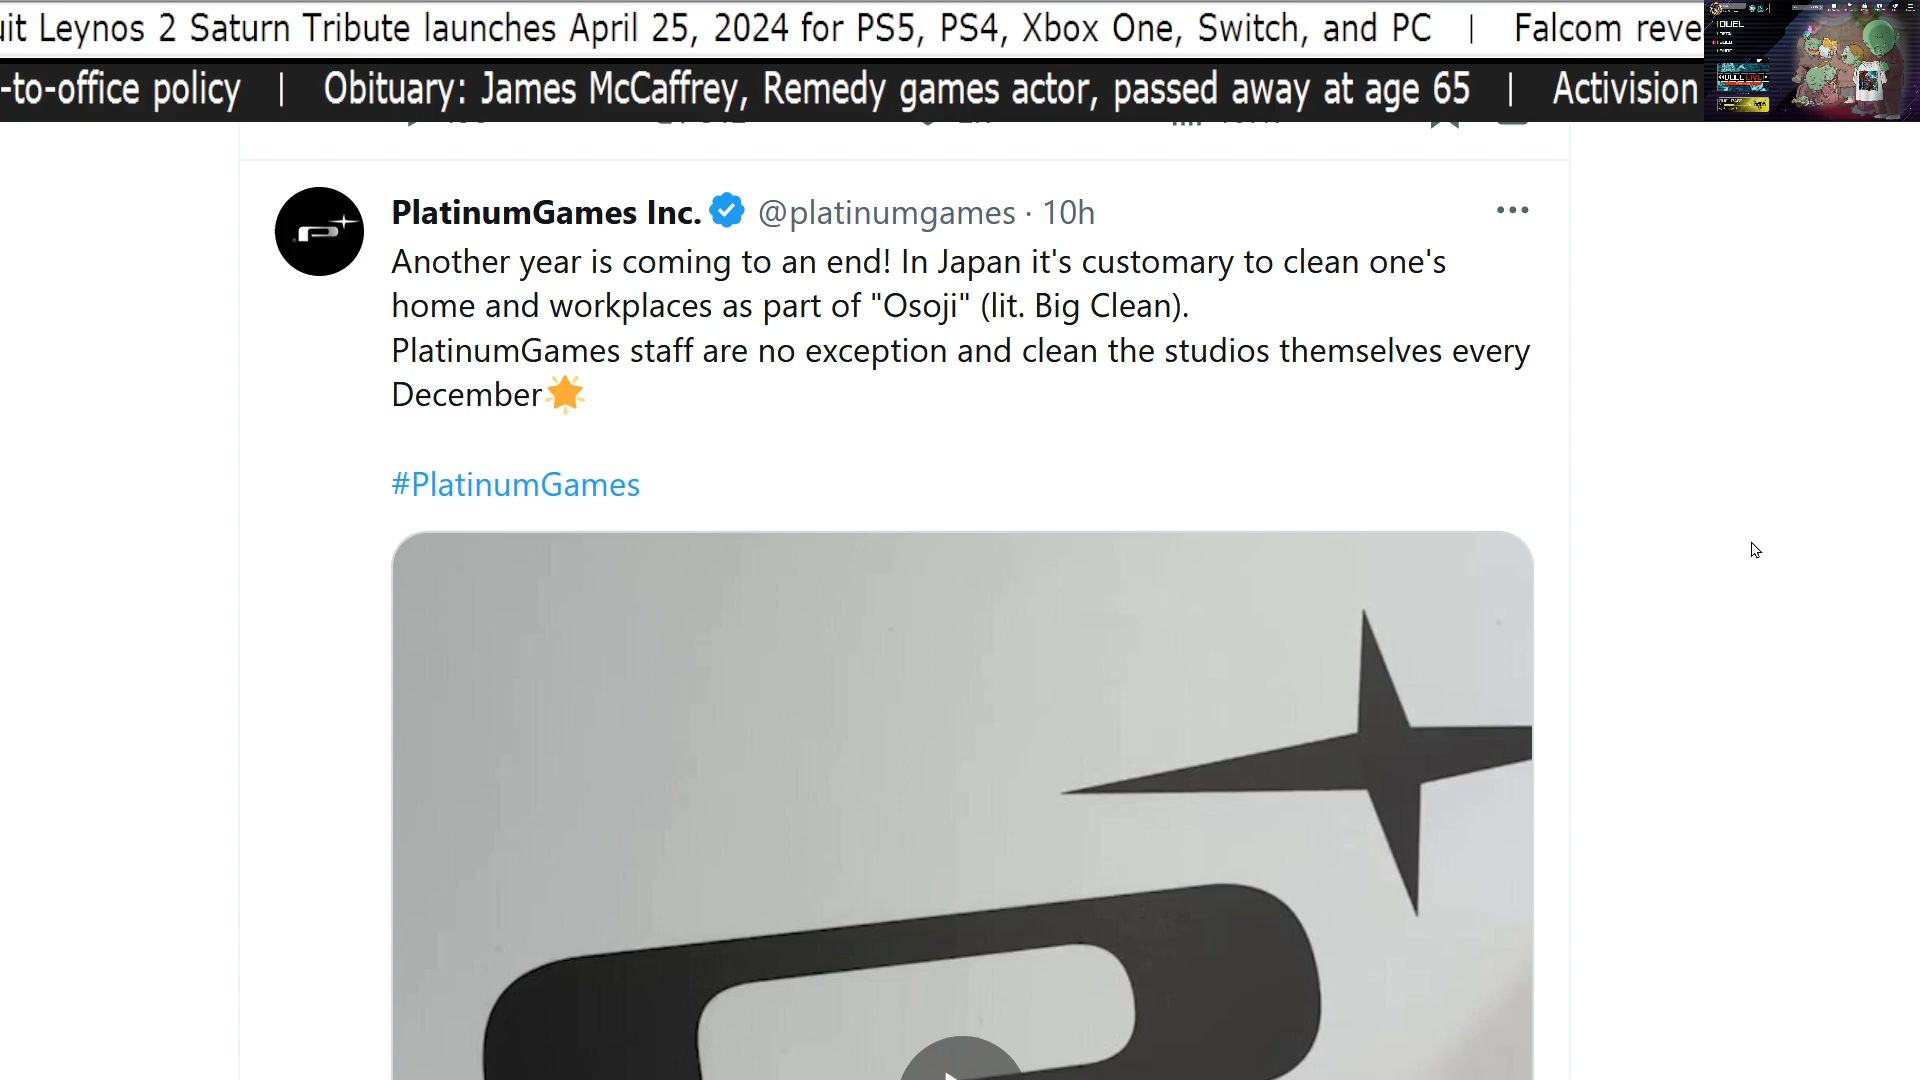 uit Leynos 2 Saturn Tribute launches April 25, 2024 for PS5, PS4, Xbox One, Switch, and PC | Falcom reve
-to-office policy | Obituary: James McCaffrey, Remedy games actor, passed away at age 65 | Activision
PlatinumGames Inc. @platinumgames · 10h
Another year is coming to an end! In Japan it's customary to clean one's
home and workplaces as part of "Osoji" (lit. Big Clean).
PlatinumGames staff are no exception and clean the studios themselves every
December🌟
#PlatinumGames